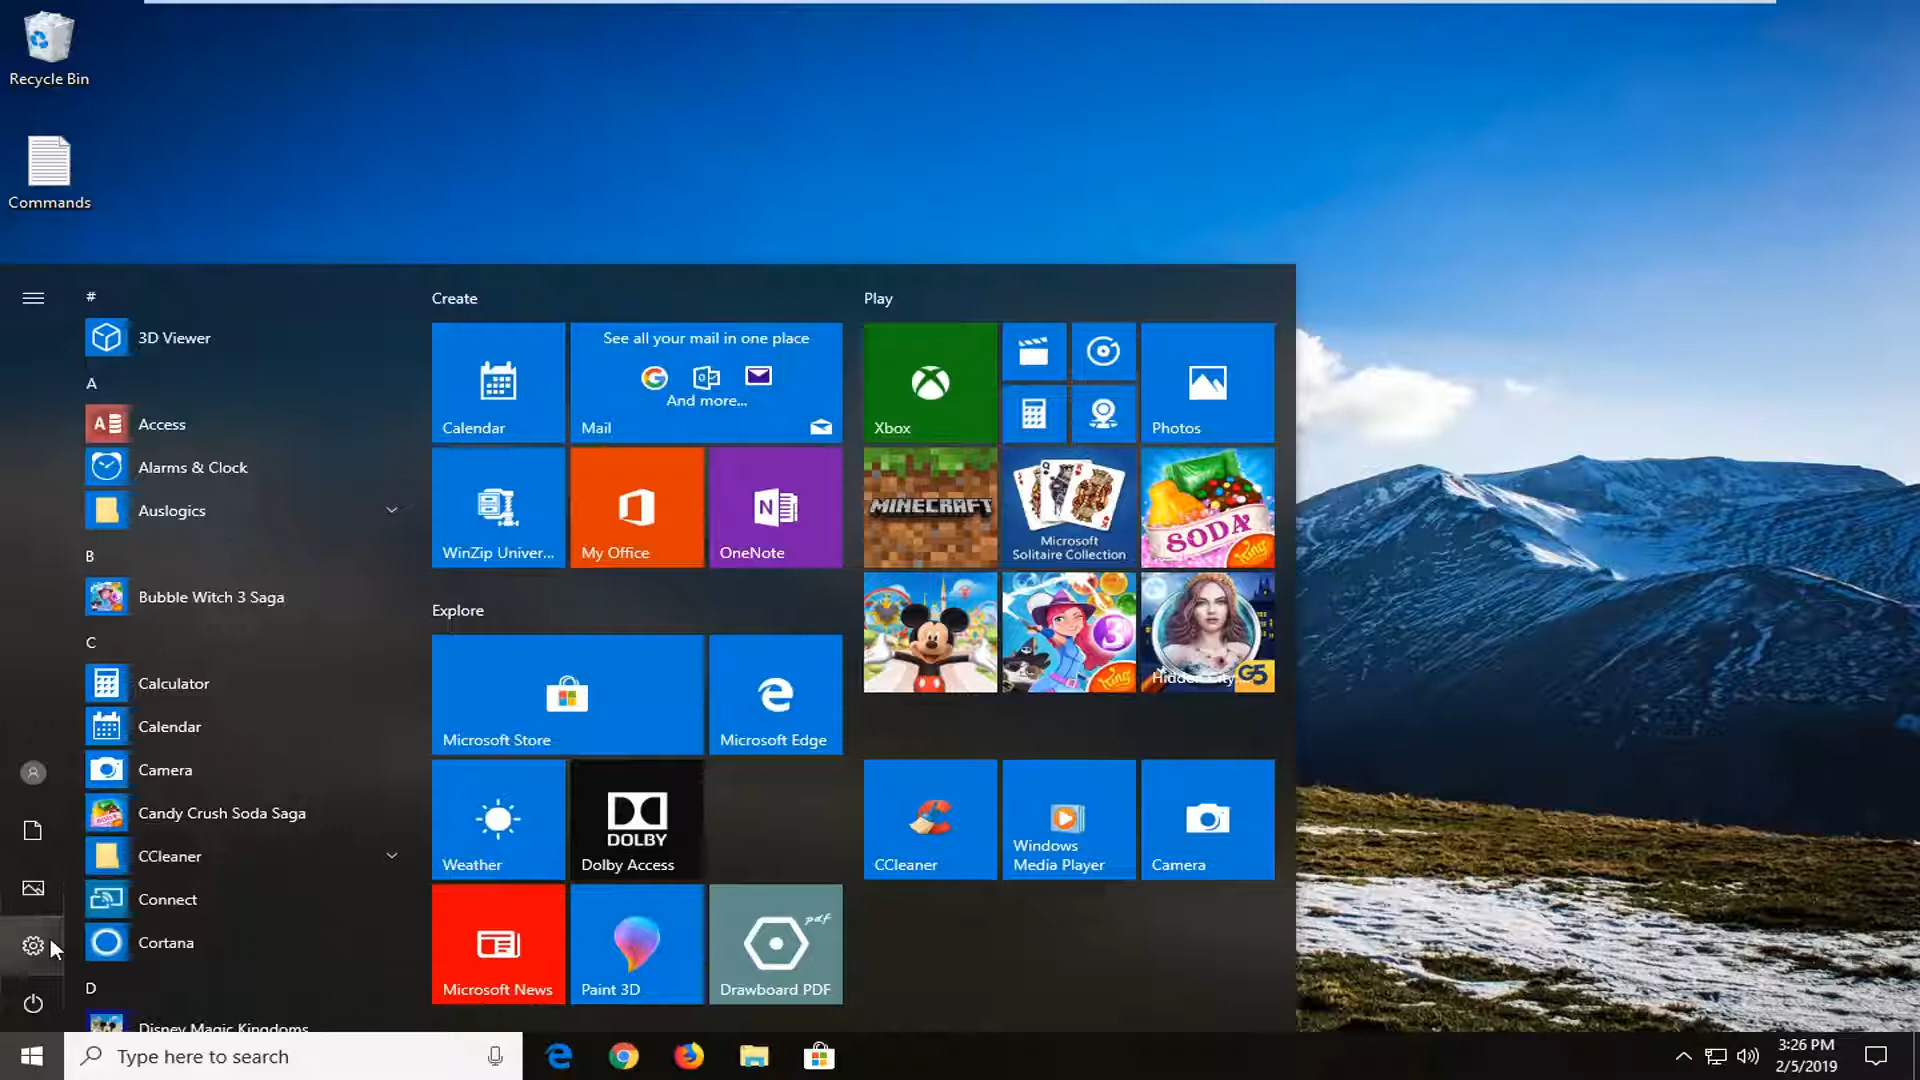 Recycle Bin
Commands
#
3D Viewer
A
Access
Alarms & Clock
Auslogics
B
Bubble Witch 3 Saga
C
Calculator
Calendar
Camera
Candy Crush Soda Saga
CCleaner
Connect
Cortana
D
Disney Magic Kingdoms
Create
Calendar
See all your mail in one place
And more...
Mail
WinZip Univer...
My Office
OneNote
Explore
Microsoft Store
Microsoft Edge
Weather
DOLBY
Dolby Access
Microsoft News
Paint 3D
pdf
Drawboard PDF
Play
Xbox
Photos
MINECRAFT
Microsoft
Solitaire Collection
SODA
King
3
King
Hidden City...
G5
CCleaner
Windows
Media Player
Camera
Type here to search
3:26 PM
2/5/2019